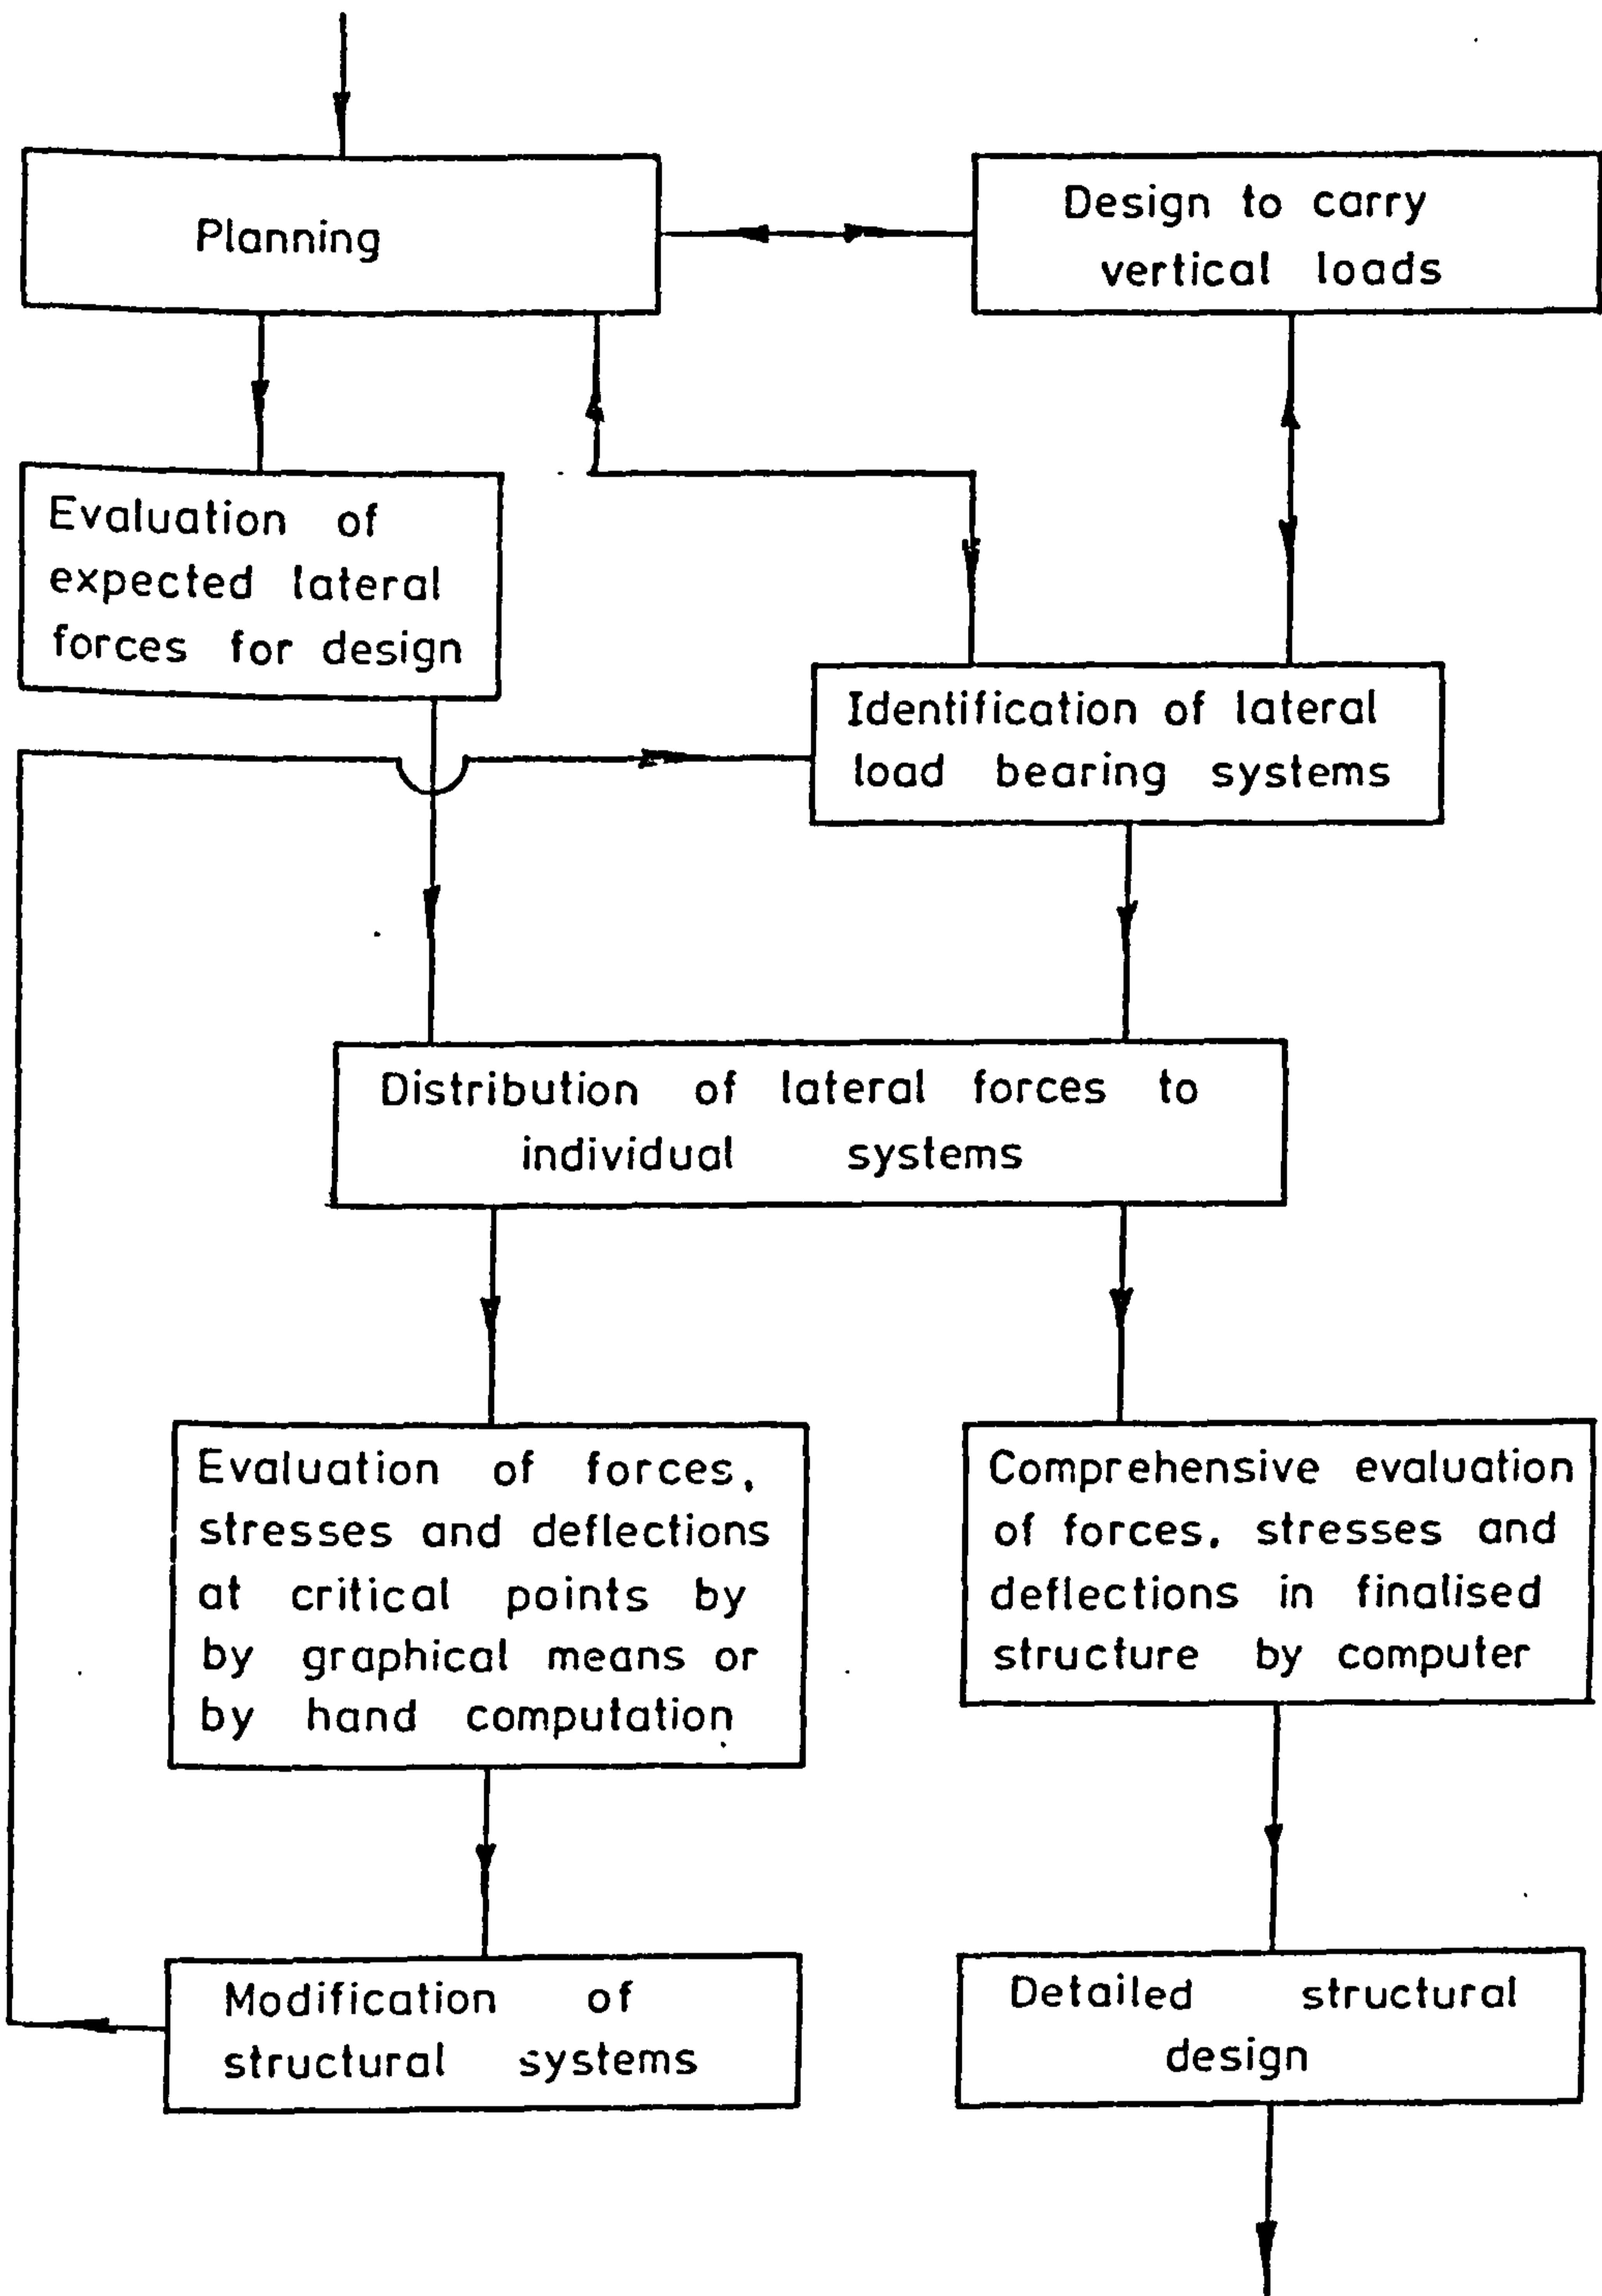 Planning
Design to carry
vertical loads
Evaluation of
expected lateral
forces for design
Identification of lateral
load bearing systems
Distribution of lateral forces to
individual systems
Evaluation of forces,
stresses and deflections
at critical points by
by graphical means or
by hand computation
Comprehensive evaluation
of forces, stresses and
deflections in finalised
structure by computer
Modification of
structural systems
Detailed structural
design